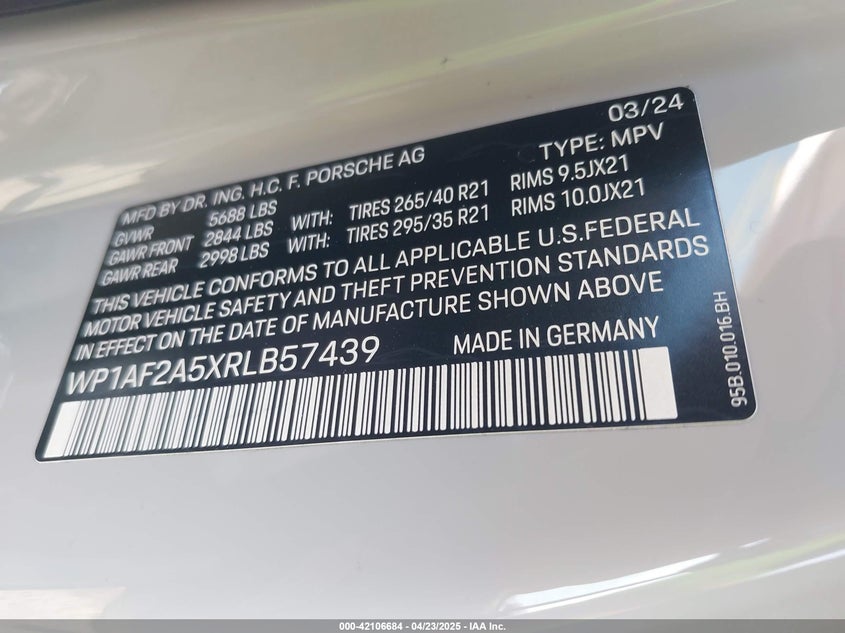 03/24
MFD BY DR. ING. H.C. F. PORSCHE AG TYPE: MPV
GVWR 5688 LBS
GAWR FRONT 2844 LBS WITH: TIRES 265/40 R21 RIMS 9.5JX21
GAWR REAR 2998 LBS WITH: TIRES 295/35 R21 RIMS 10.0JX21
THIS VEHICLE CONFORMS TO ALL APPLICABLE U.S.FEDERAL
MOTOR VEHICLE SAFETY AND THEFT PREVENTION STANDARDS
IN EFFECT ON THE DATE OF MANUFACTURE SHOWN ABOVE
WP1AF2A5XRLB57439 MADE IN GERMANY
95B.010.016.BH
000-42106684 / 04/23/2025 - IAA Inc.